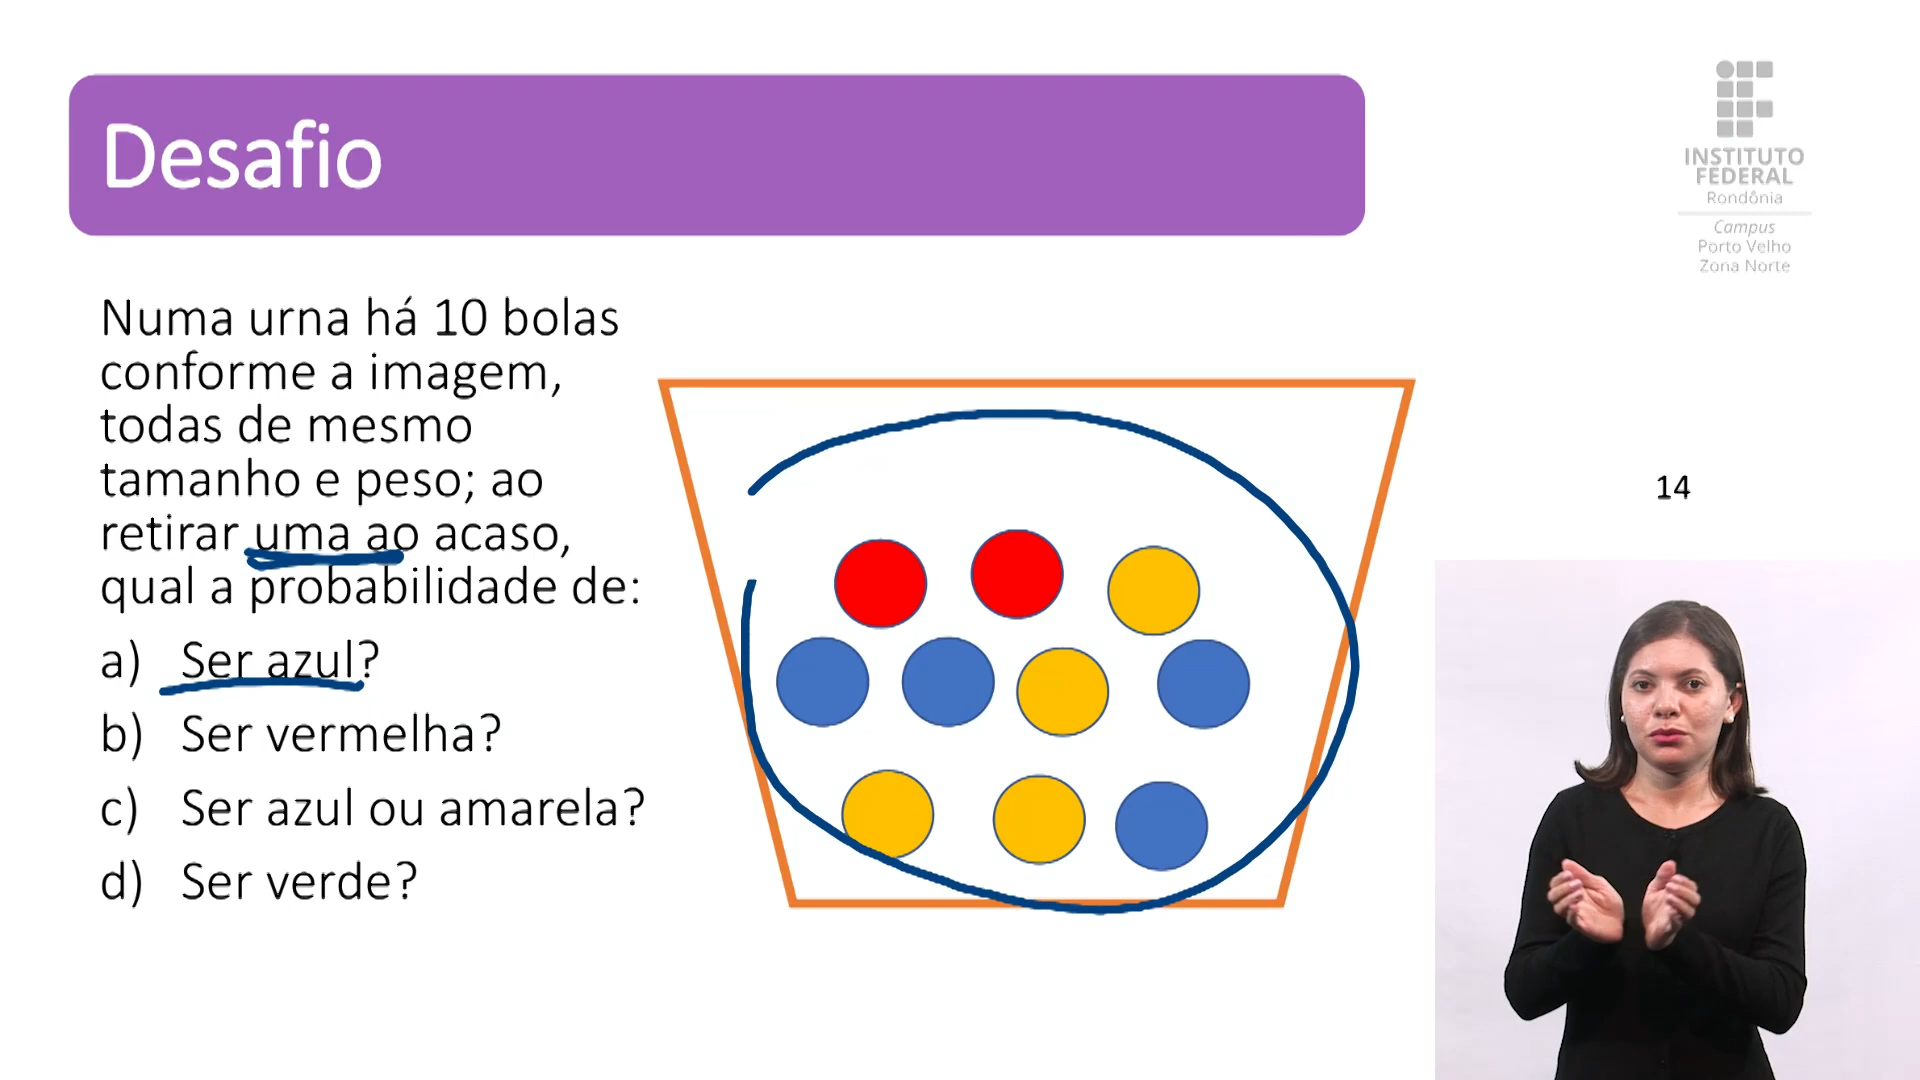 Desafio
INSTITUTO
FEDERAL
Rondônia
Campus
Porto Velho
Zona Norte
Numa urna há 10 bolas
conforme a imagem,
todas de mesmo
tamanho e peso; ao
retirar uma ao acaso,
qual a probabilidade de:
a) Ser azul?
b) Ser vermelha?
c) Ser azul ou amarela?
d) Ser verde?
14